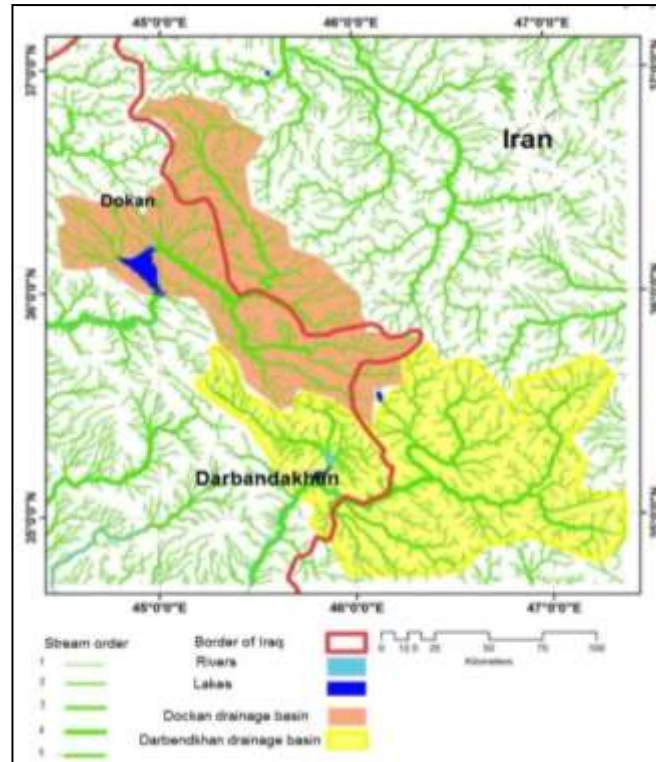 45°0'0"E 46°0'0"E 47°0'0"E
37°0'0"N
Iran
Dokan
36°0'0"N
Darbandakhan
35°0'0"N
45°0'0"E 46°0'0"E 47°0'0"E
Stream order
1
2
3
4
5
Border of Iraq
Rivers
Lakes
Dockan drainage basin
Darbendkhan drainage basin
0 12.5 25 50 75 100
Kilometers